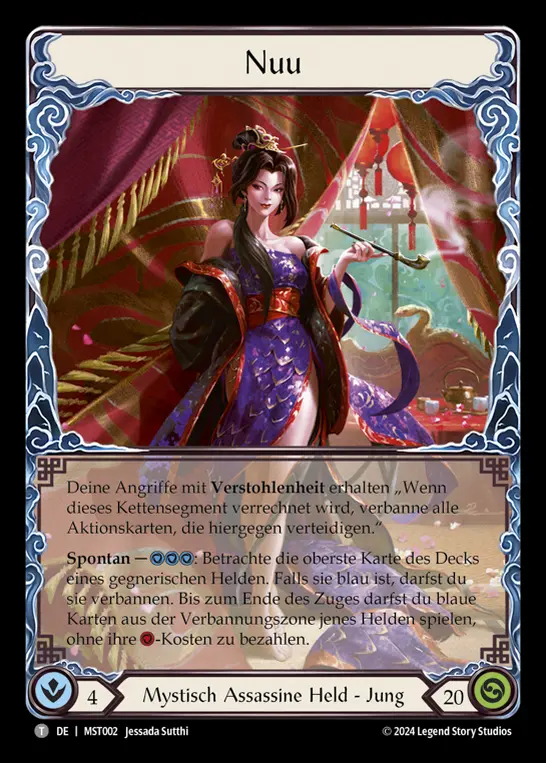 Nuu
Deine Angriffe mit Verstohlenheit erhalten „Wenn
dieses Kettensegment verrechnet wird, verbanne alle
Aktionskarten, die hiergegen verteidigen.“
Spontan — : Betrachte die oberste Karte des Decks
eines gegnerischen Helden. Falls sie blau ist, darfst du
sie verbannen. Bis zum Ende des Zuges darfst du blaue
Karten aus der Verbannungszone jenes Helden spielen,
ohne ihre -Kosten zu bezahlen.
4 Mystisch Assassine Held - Jung 20
T DE | MST002 Jessada Sutthi © 2024 Legend Story Studios